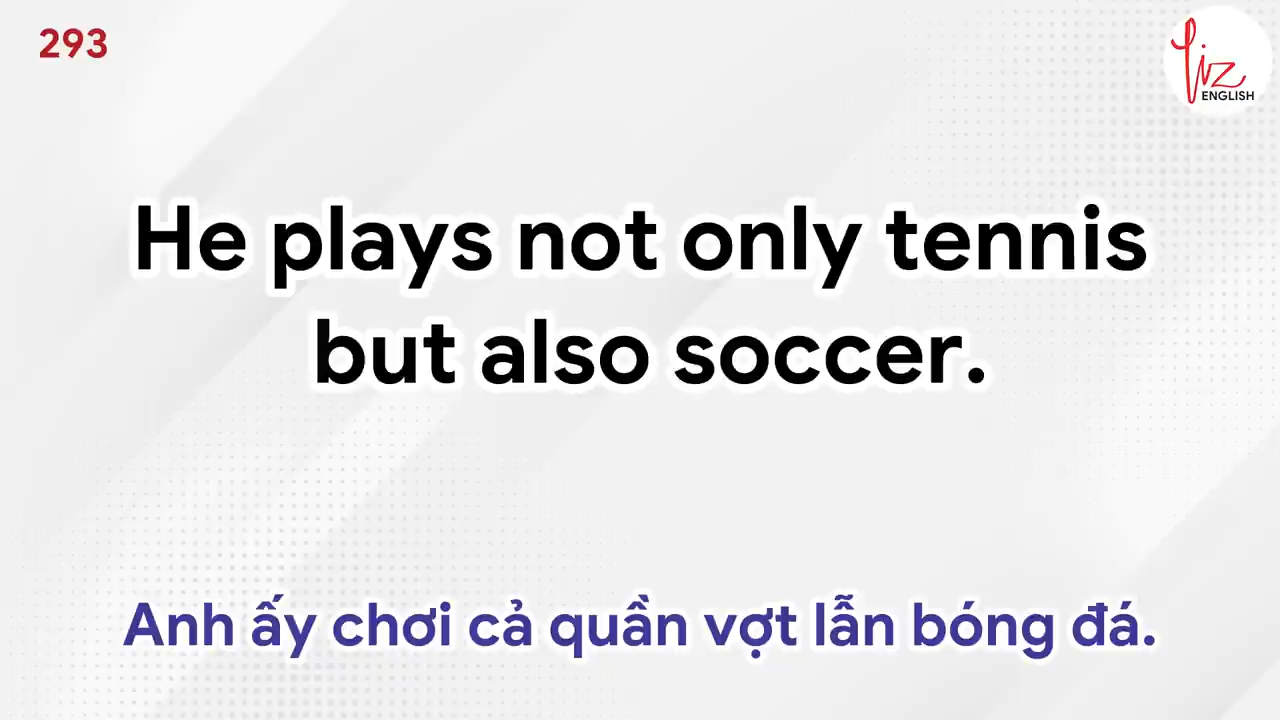 293
liz
ENGLISH
He plays not only tennis
but also soccer.
Anh ấy chơi cả quần vợt lẫn bóng đá.